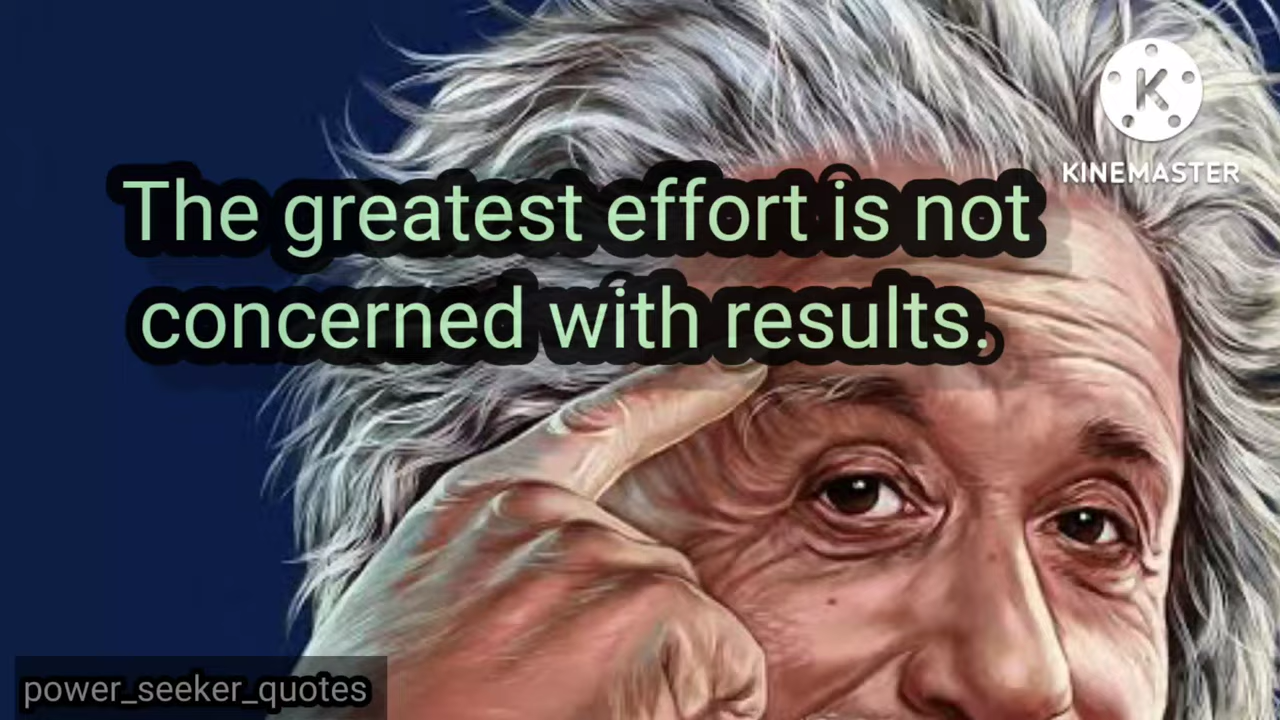 KINEMASTER
The greatest effort is not
concerned with results.
power_seeker_quotes